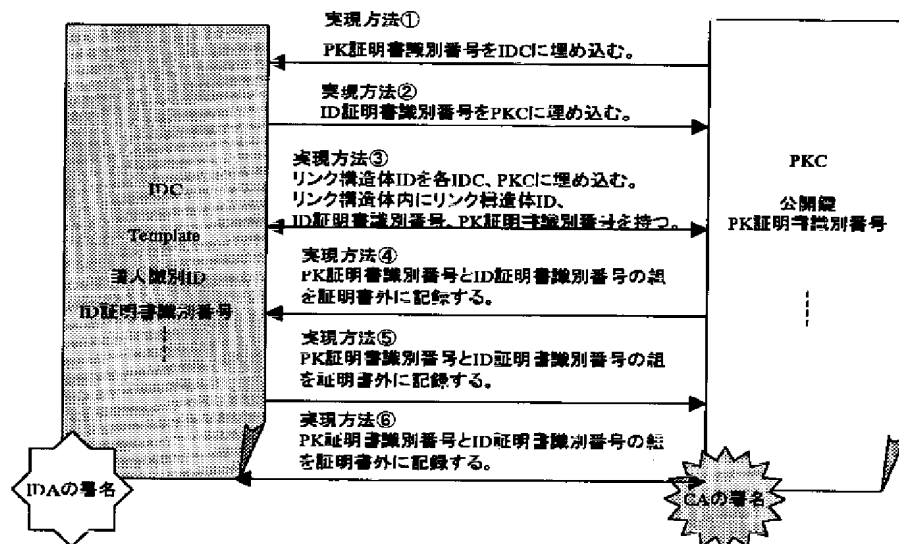 実現方法①
PK証明書識別番号をIDCに埋め込む。
実現方法②
ID証明書識別番号をPKCに埋め込む。
実現方法③
リンク構造体IDを各IDC、PKCに埋め込む。
リンク構造体内にリンク構造体ID、
ID証明書識別番号、PK証明書識別番号を持つ。
実現方法④
PK証明書識別番号とID証明書識別番号の組
を証明書外に記録する。
実現方法⑤
PK証明書識別番号とID証明書識別番号の組
を証明書外に記録する。
実現方法⑥
PK証明書識別番号とID証明書識別番号の組
を証明書外に記録する。
IDC
Template
個人識別ID
ID証明書識別番号
IDAの署名
PKC
公開鍵
PK証明書識別番号
CAの署名